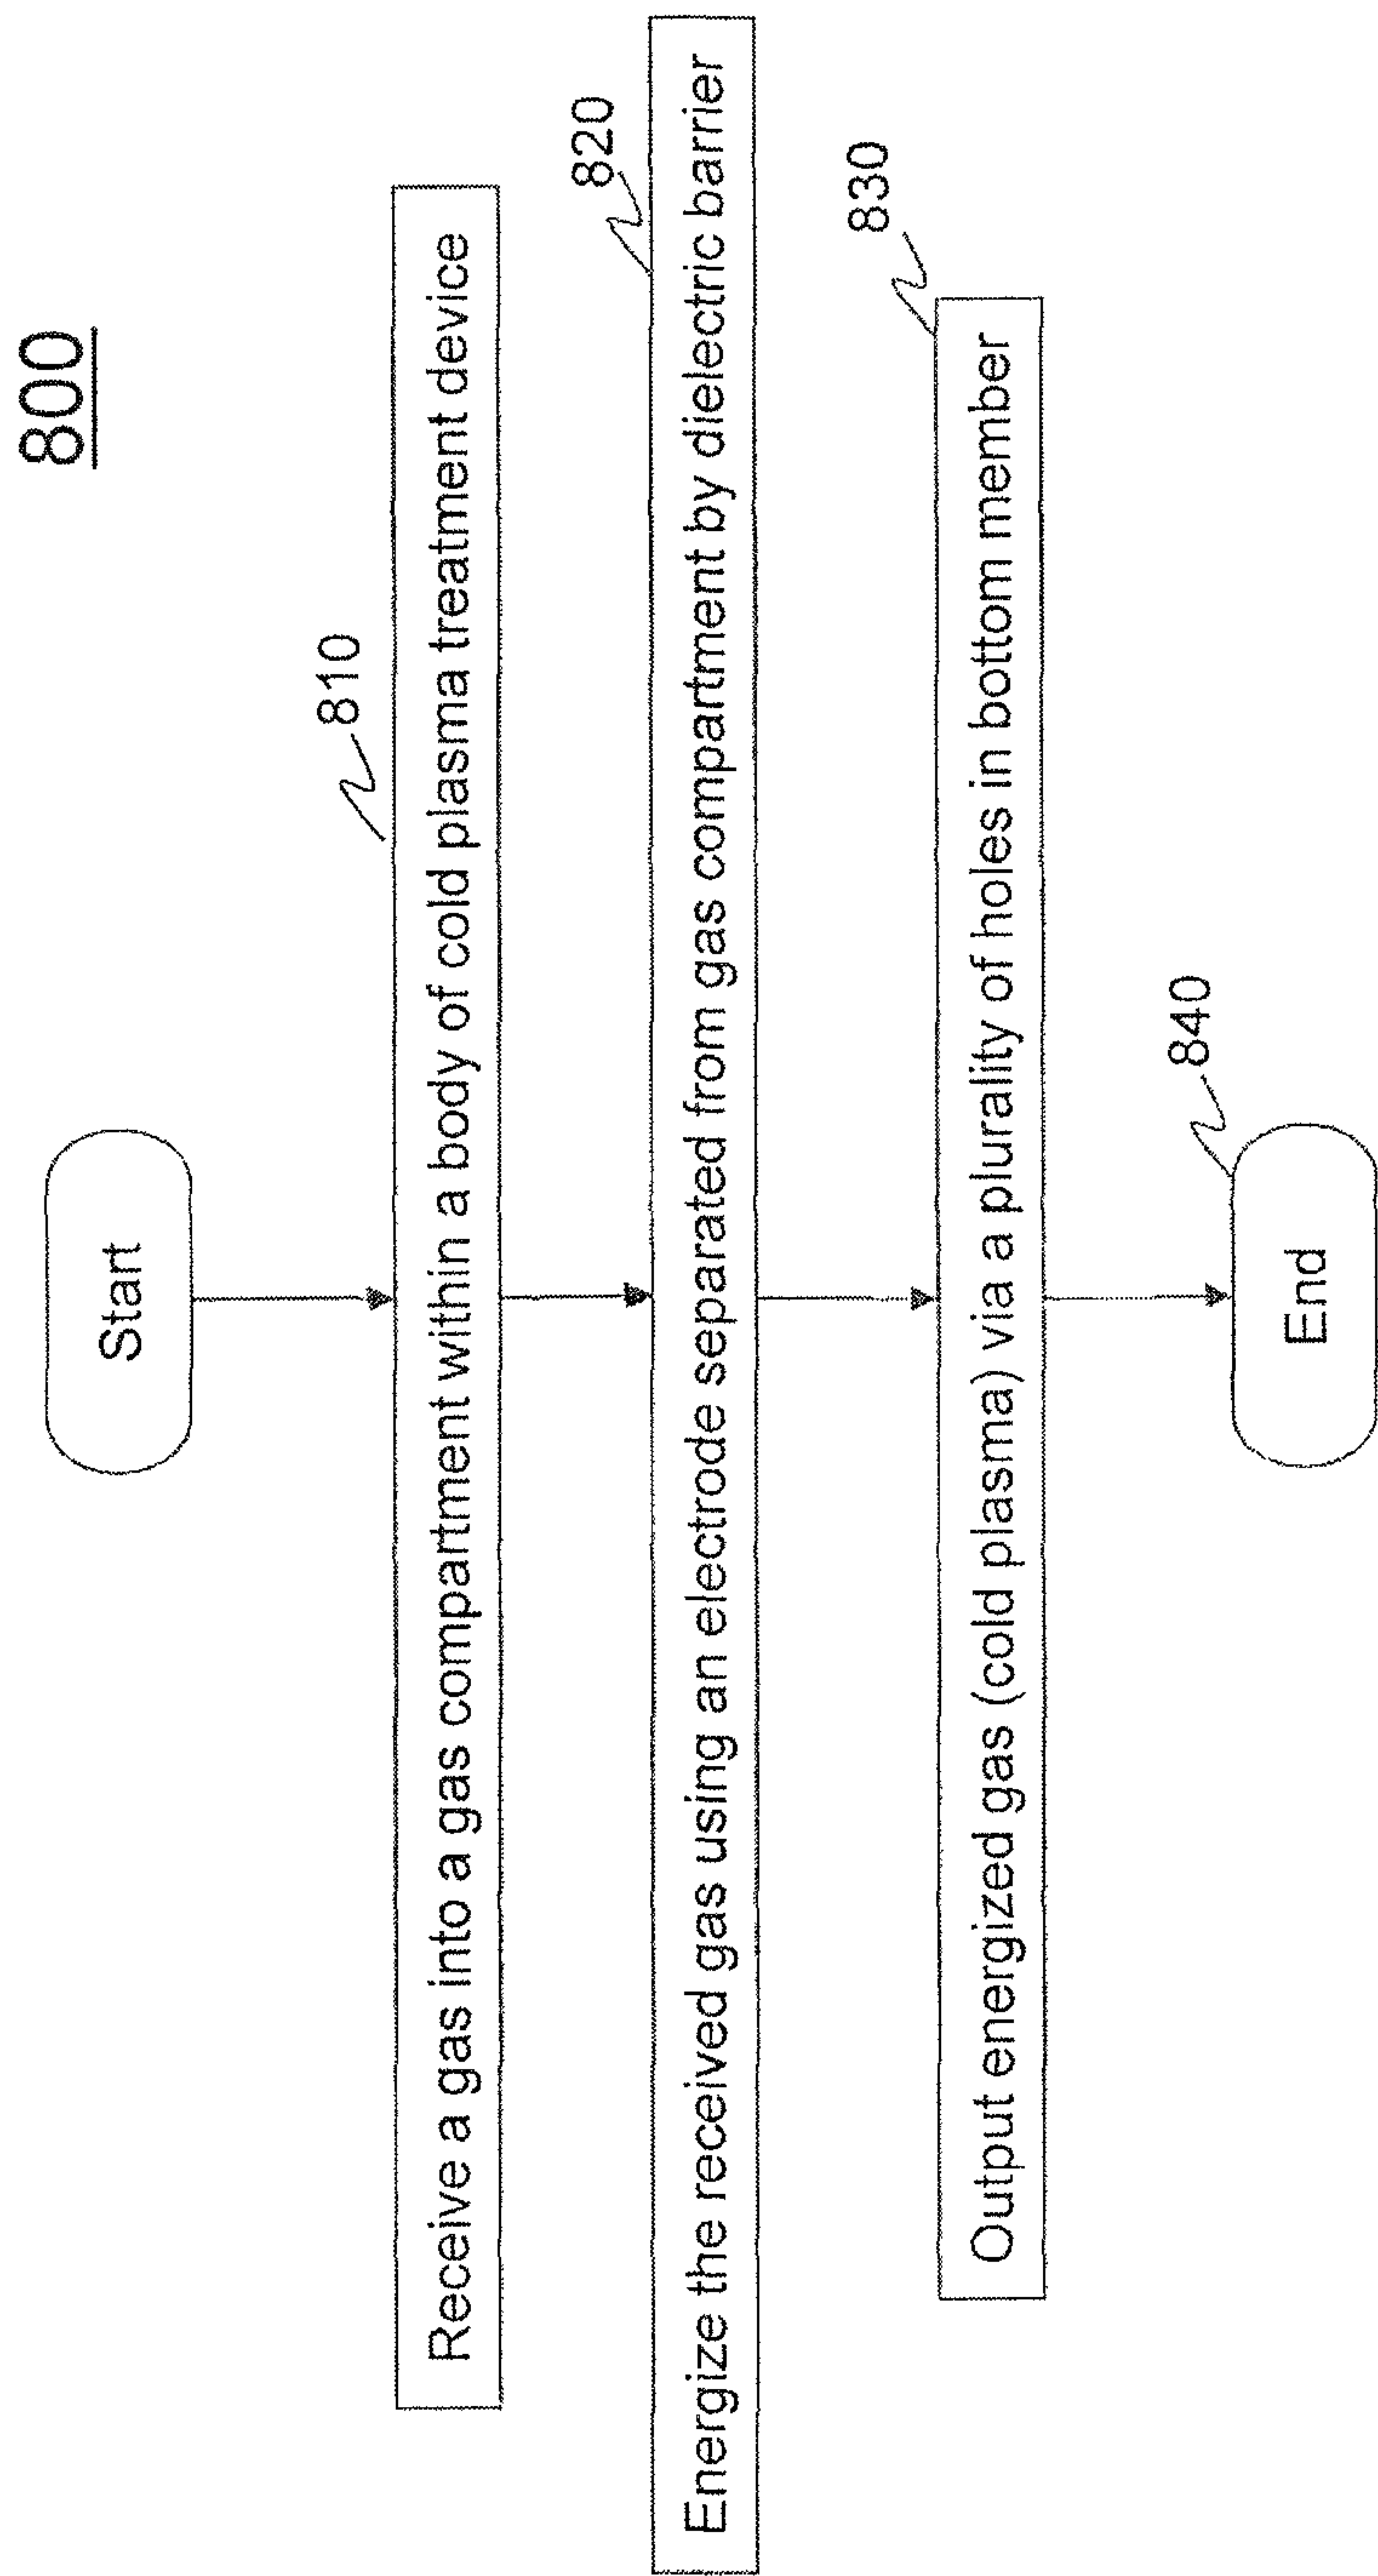 800
Start
810
Receive a gas into a gas compartment within a body of cold plasma treatment device
820
Energize the received gas using an electrode separated from gas compartment by dielectric barrier
830
Output energized gas (cold plasma) via a plurality of holes in bottom member
840
End